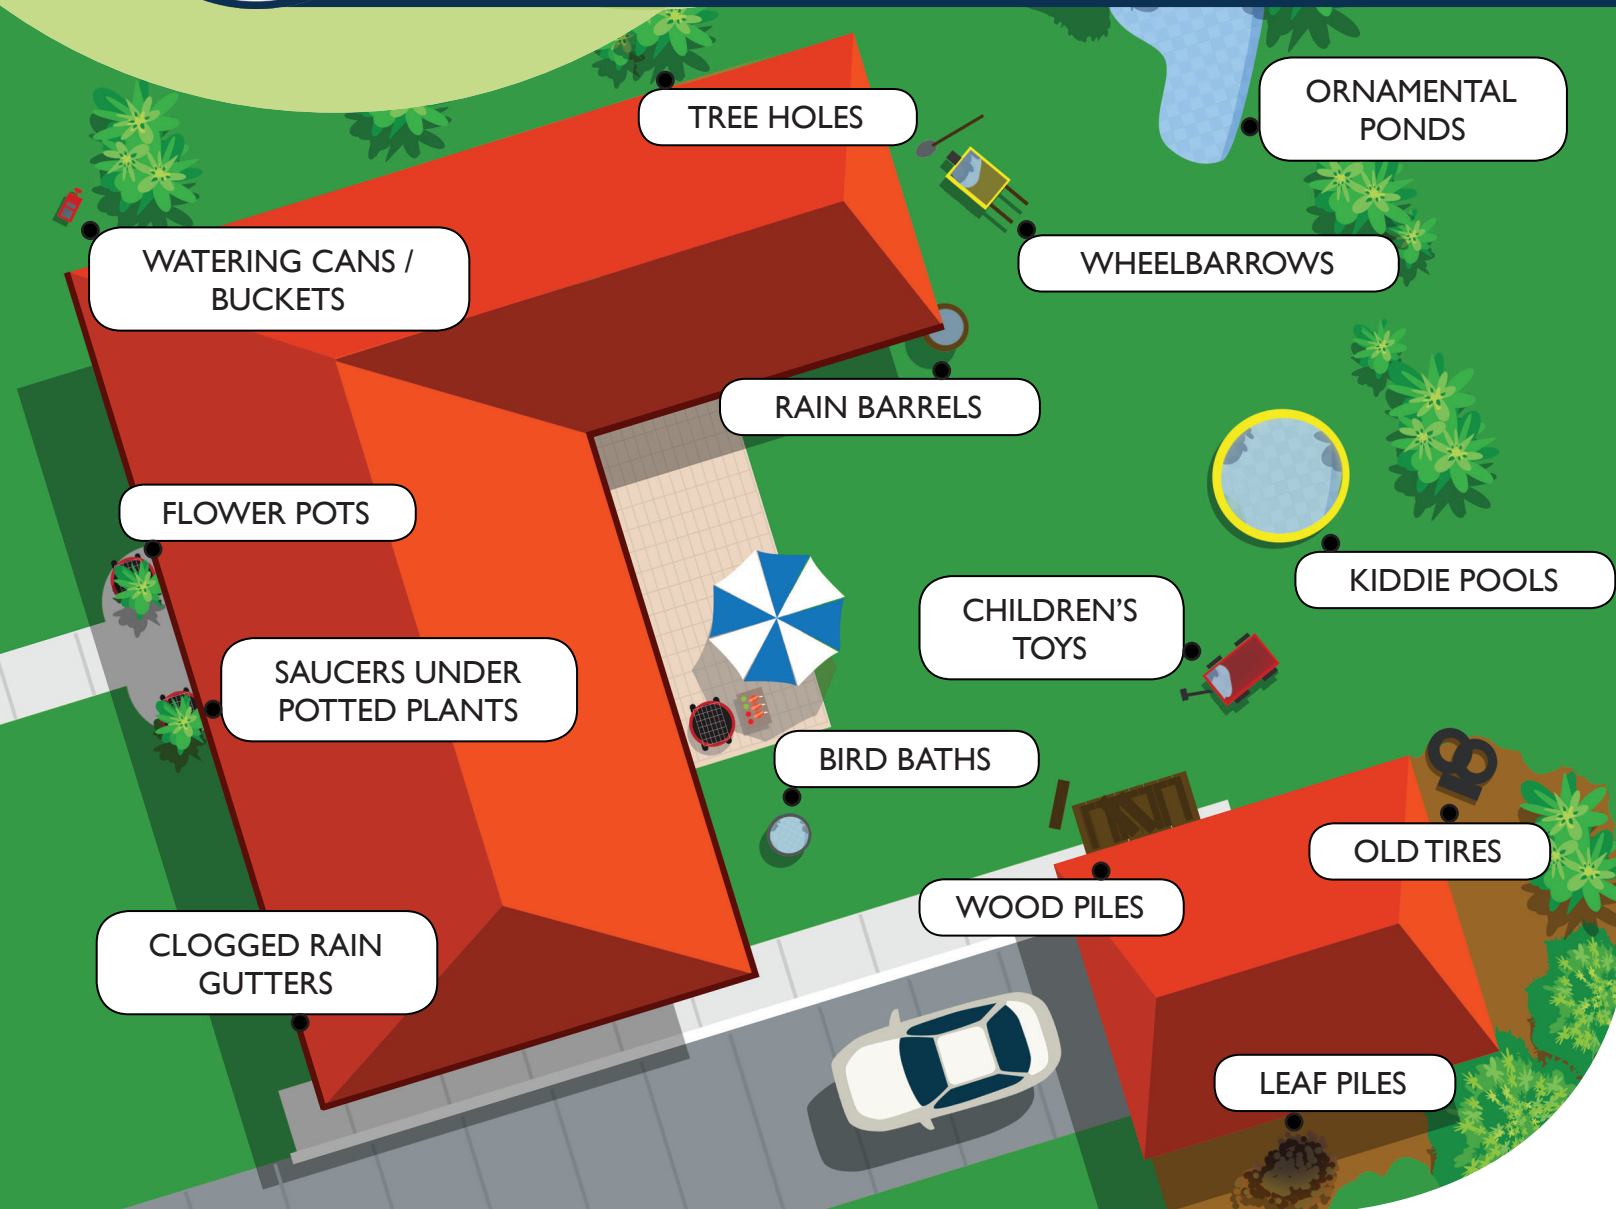 TREE HOLES
ORNAMENTAL
PONDS
WATERING CANS /
BUCKETS
WHEELBARROWS
RAIN BARRELS
FLOWER POTS
KIDDIE POOLS
CHILDREN'S
TOYS
SAUCERS UNDER
POTTED PLANTS
BIRD BATHS
OLD TIRES
WOOD PILES
CLOGGED RAIN
GUTTERS
LEAF PILES